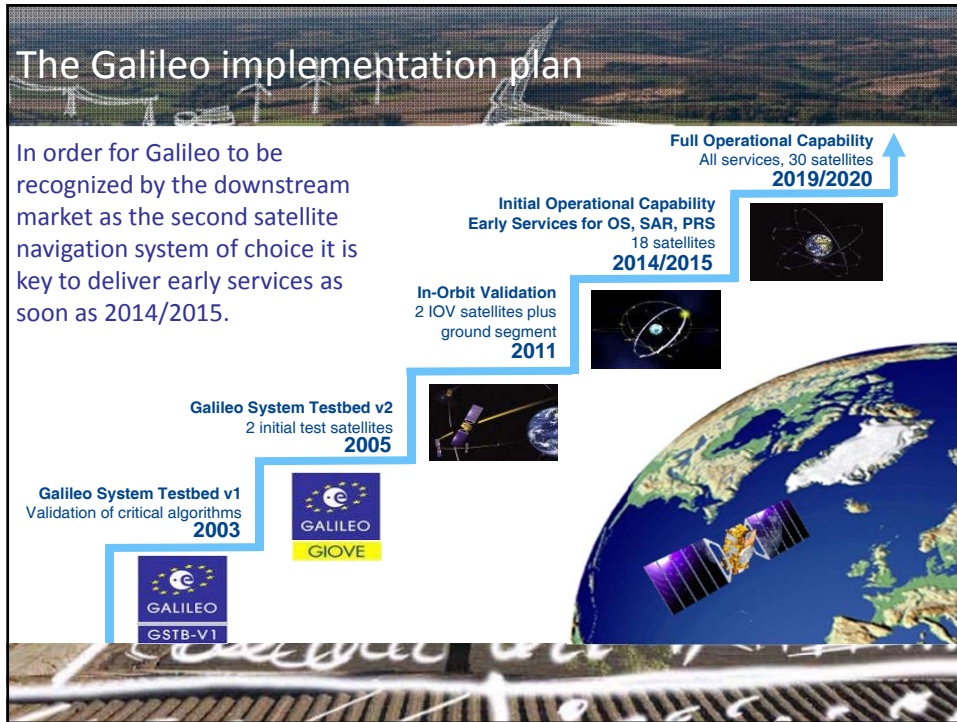 The Galileo implementation plan
In order for Galileo to be
recognized by the downstream
market as the second satellite
navigation system of choice it is
key to deliver early services as
soon as 2014/2015.
Full Operational Capability
All services, 30 satellites
2019/2020
Initial Operational Capability
Early Services for OS, SAR, PRS
18 satellites
2014/2015
In-Orbit Validation
2 IOV satellites plus
ground segment
2011
Galileo System Testbed v2
2 initial test satellites
2005
Galileo System Testbed v1
Validation of critical algorithms
2003
GALILEO
GIOVE
GALILEO
GSTB-V1